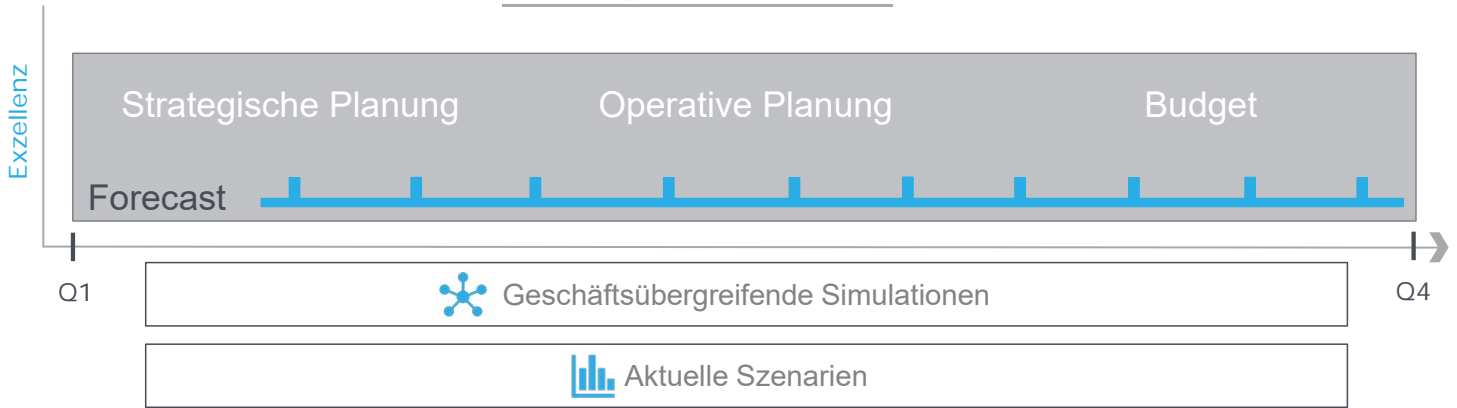 Exzellenz
Strategische Planung
Operative Planung
Budget
Forecast
Q1
Q4
Geschäftsübergreifende Simulationen
Aktuelle Szenarien